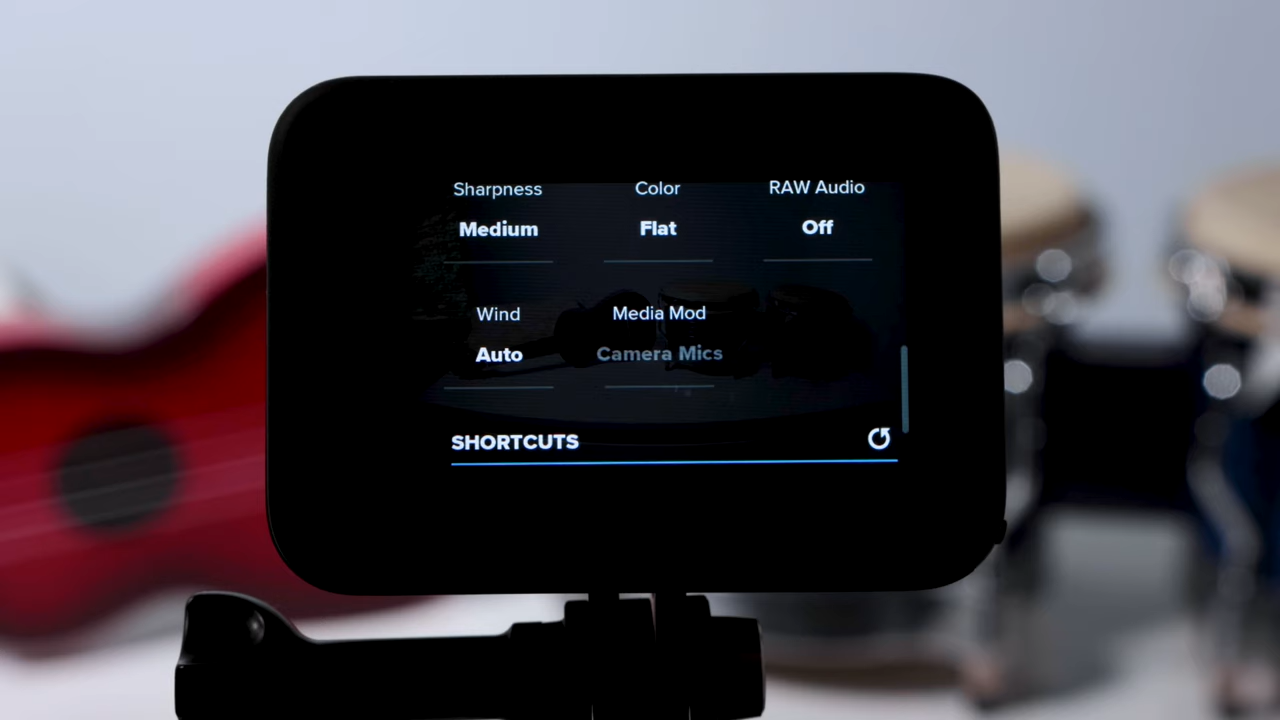 Sharpness Color RAW Audio
Medium Flat Off
Wind Media Mod
Auto Camera Mics
SHORTCUTS